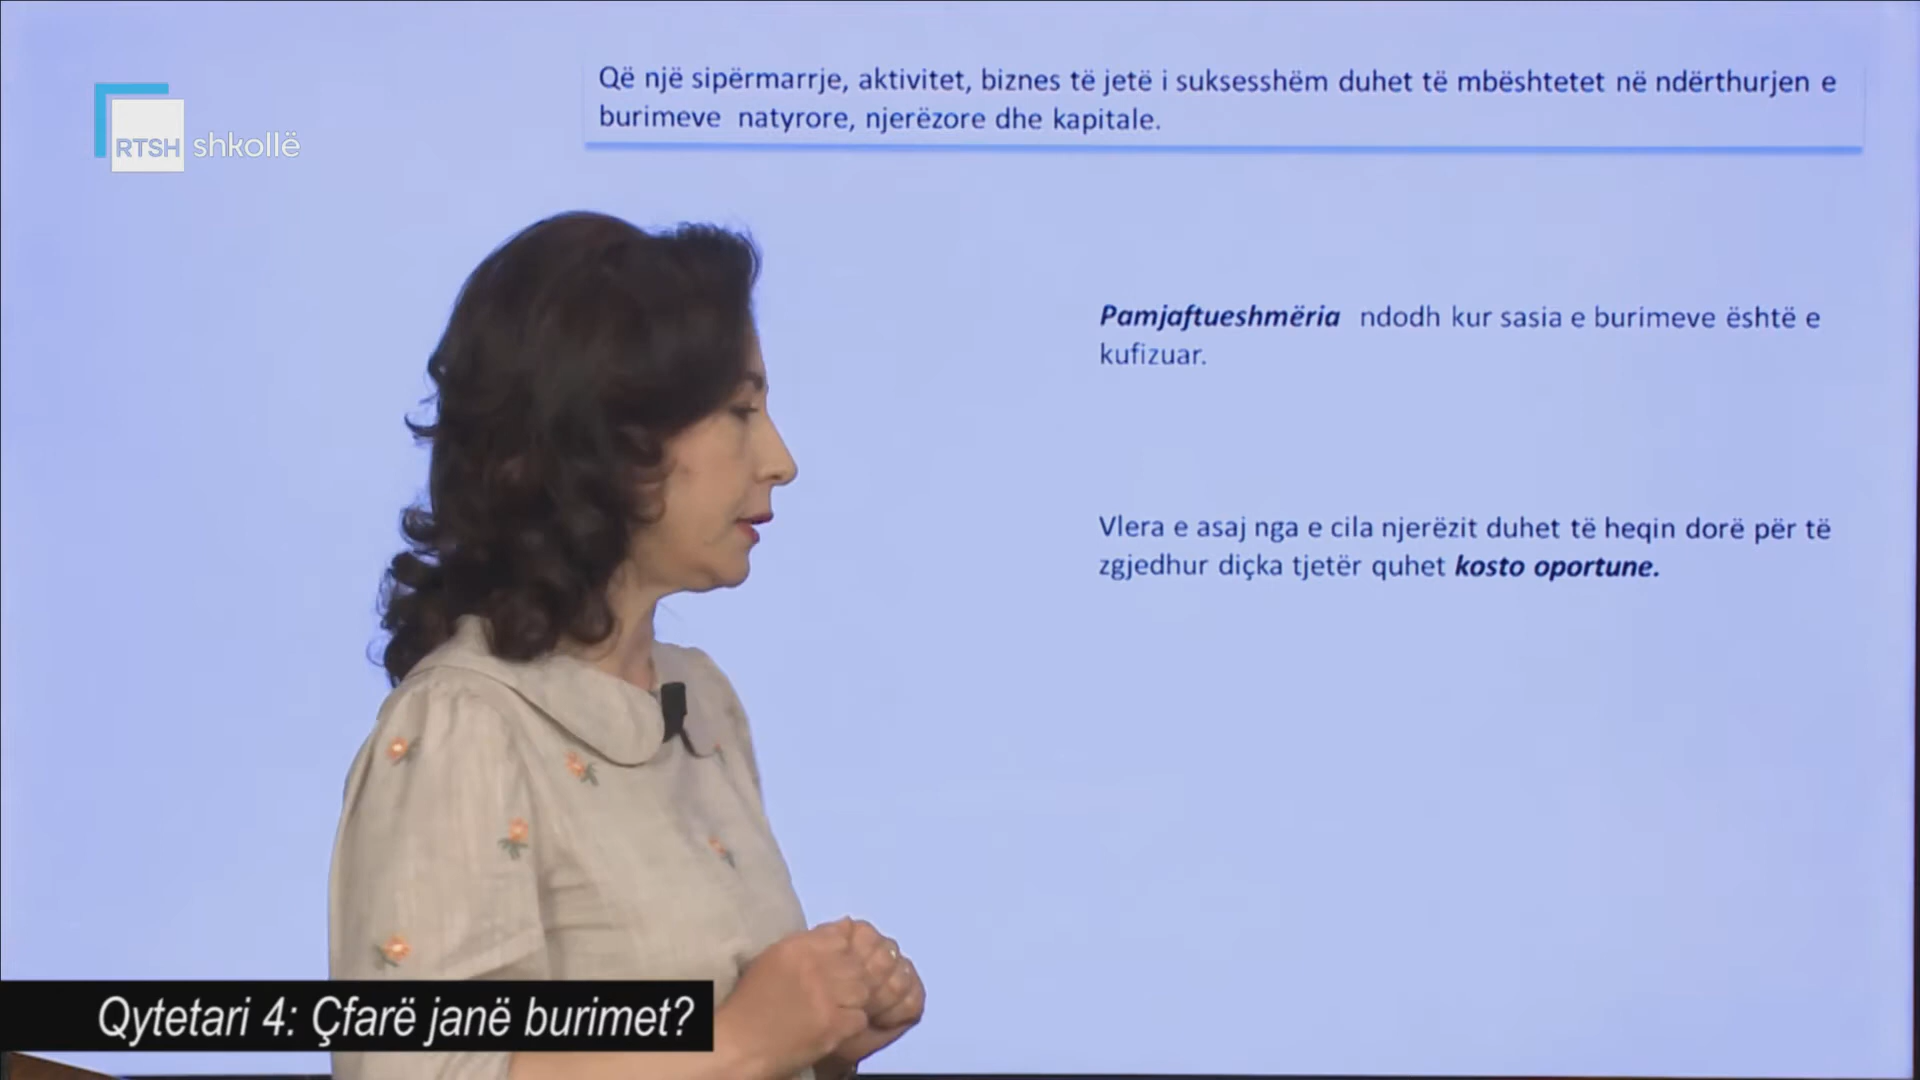 Që një sipërmarrje, aktivitet, biznes të jetë i suksesshëm duhet të mbështetet në ndërthurjen e
burimeve natyrore, njerëzore dhe kapitale.
RTSH shkollë
Pamjaftueshmëria ndodh kur sasia e burimeve është e
kufizuar.
Vlera e asaj nga e cila njerëzit duhet të heqin dorë për të
zgjedhur diçka tjetër quhet kosto oportune.
Qytetari 4: Çfarë janë burimet?